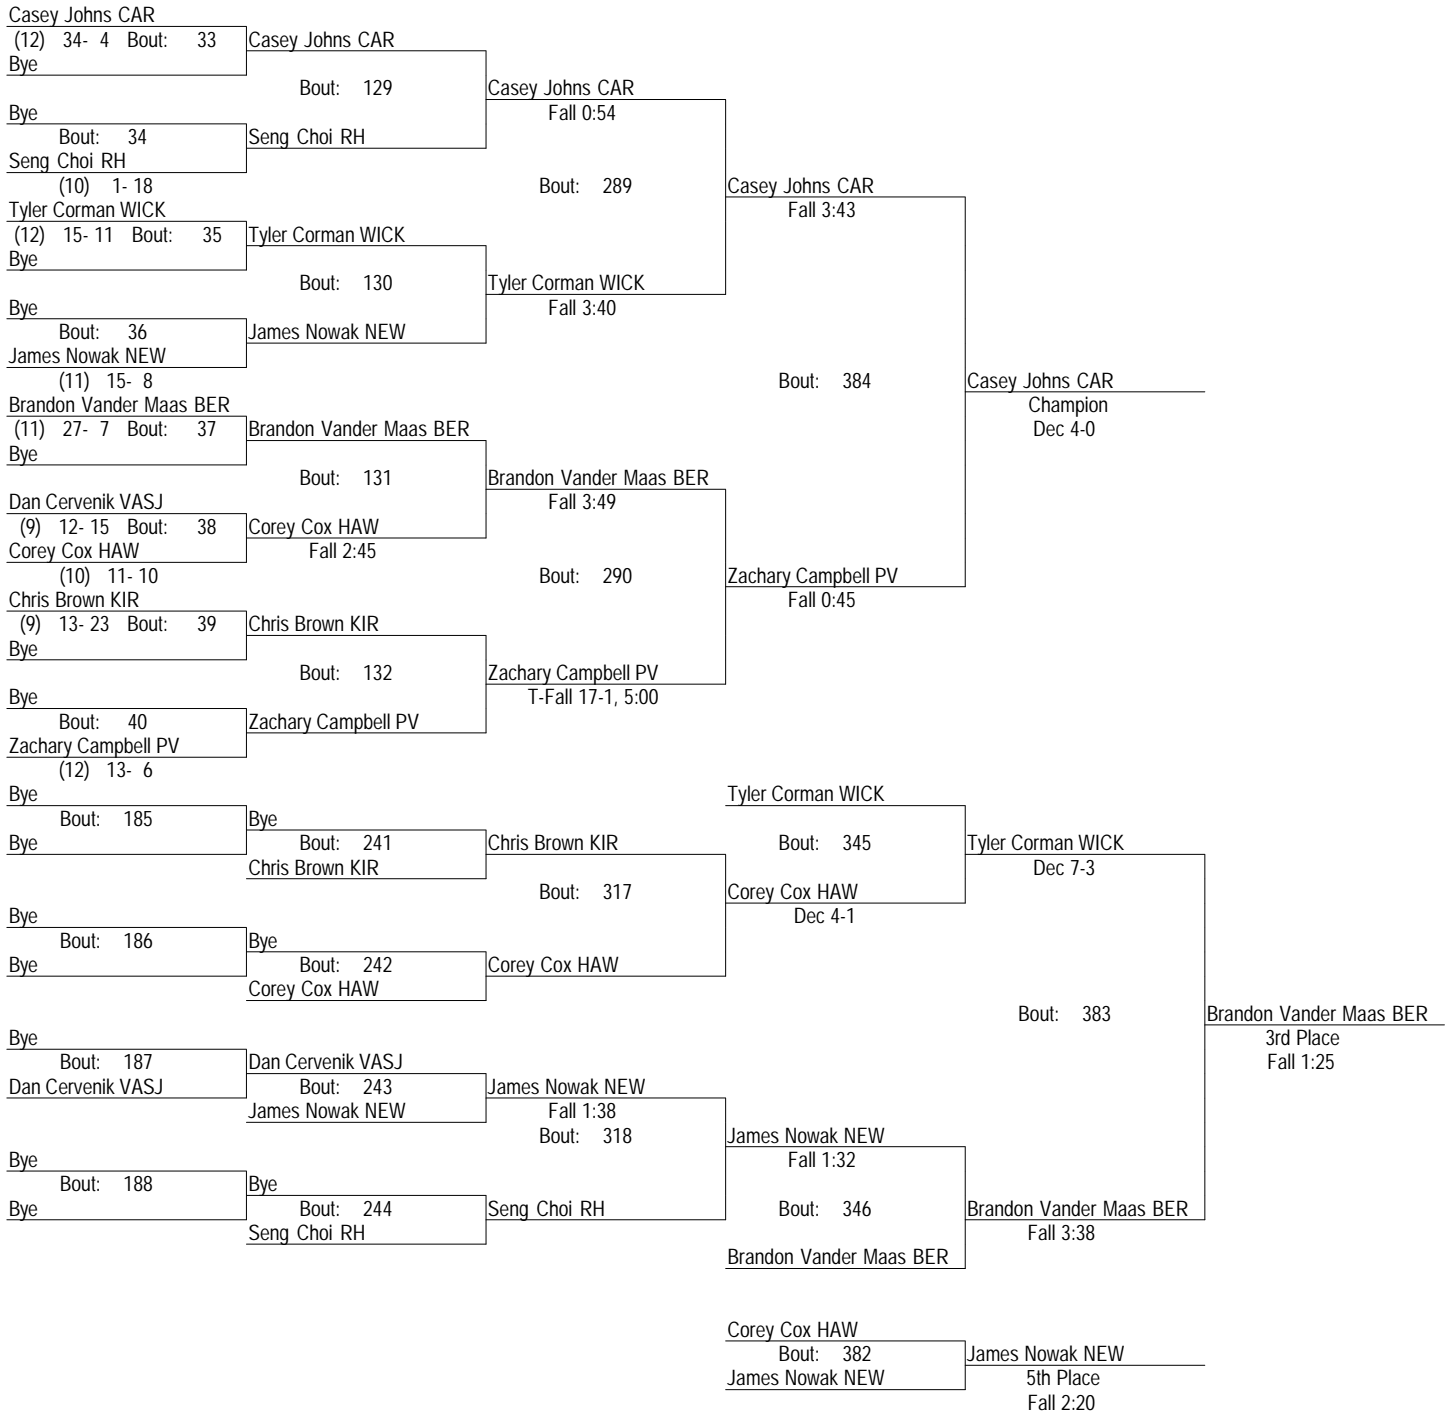 Casey Johns CAR
(12) 34- 4 Bout: 33 Casey Johns CAR
Bye
Bout: 129 Casey Johns CAR
Bye Fall 0:54
Bout: 34 Seng Choi RH
Seng Choi RH
(10) 1- 18 Bout: 289 Casey Johns CAR
Tyler Corman WICK Fall 3:43
(12) 15- 11 Bout: 35 Tyler Corman WICK
Bye
Bout: 130 Tyler Corman WICK
Bye Fall 3:40
Bout: 36 James Nowak NEW
James Nowak NEW
(11) 15- 8 Bout: 384 Casey Johns CAR
Brandon Vander Maas BER Champion
(11) 27- 7 Bout: 37 Brandon Vander Maas BER Dec 4-0
Bye
Bout: 131 Brandon Vander Maas BER
Dan Cervenik VASJ Fall 3:49
(9) 12- 15 Bout: 38 Corey Cox HAW
Corey Cox HAW Fall 2:45
(10) 11- 10 Bout: 290 Zachary Campbell PV
Chris Brown KIR Fall 0:45
(9) 13- 23 Bout: 39 Chris Brown KIR
Bye
Bout: 132 Zachary Campbell PV
Bye T-Fall 17-1, 5:00
Bout: 40 Zachary Campbell PV
Zachary Campbell PV
(12) 13- 6
Bye Tyler Corman WICK
Bout: 185 Bye
Bye Bout: 241 Chris Brown KIR Bout: 345 Tyler Corman WICK
Chris Brown KIR Dec 7-3
Bout: 317 Corey Cox HAW
Bye Dec 4-1
Bout: 186 Bye
Bye Bout: 242 Corey Cox HAW
Corey Cox HAW
Bout: 383 Brandon Vander Maas BER
Bye 3rd Place
Bout: 187 Dan Cervenik VASJ Fall 1:25
Dan Cervenik VASJ Bout: 243 James Nowak NEW
James Nowak NEW Fall 1:38
Bout: 318 James Nowak NEW
Bye Fall 1:32
Bout: 188 Bye
Bye Bout: 244 Seng Choi RH Bout: 346 Brandon Vander Maas BER
Seng Choi RH Fall 3:38
Brandon Vander Maas BER
Corey Cox HAW
Bout: 382 James Nowak NEW
James Nowak NEW 5th Place
Fall 2:20